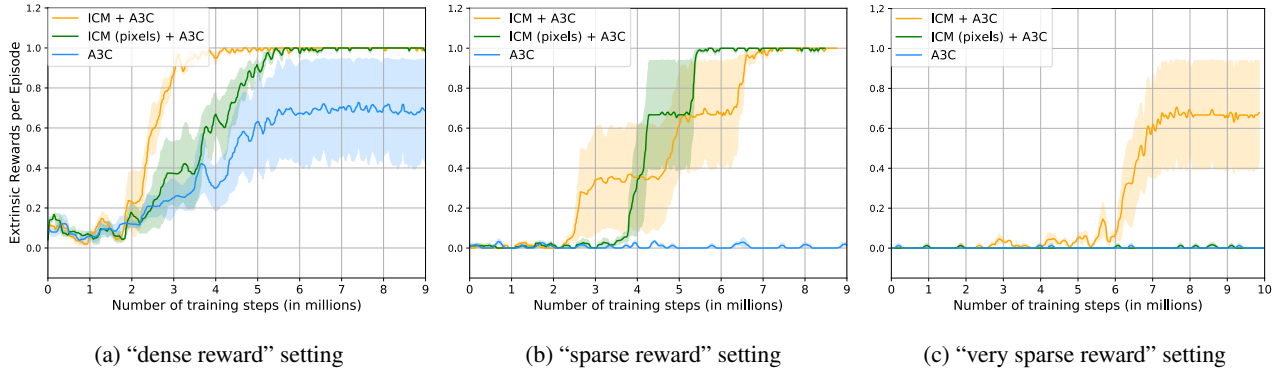 Extrinsic Rewards per Episode
1.2
1.0
0.8
0.6
0.4
0.2
0.0
ICM + A3C
ICM (pixels) + A3C
A3C
0 1 2 3 4 5 6 7 8 9
Number of training steps (in millions)
(a) “dense reward” setting
1.2
1.0
0.8
0.6
0.4
0.2
0.0
ICM + A3C
ICM (pixels) + A3C
A3C
0 1 2 3 4 5 6 7 8 9
Number of training steps (in millions)
(b) “sparse reward” setting
1.2
1.0
0.8
0.6
0.4
0.2
0.0
ICM + A3C
ICM (pixels) + A3C
A3C
0 1 2 3 4 5 6 7 8 9 10
Number of training steps (in millions)
(c) “very sparse reward” setting